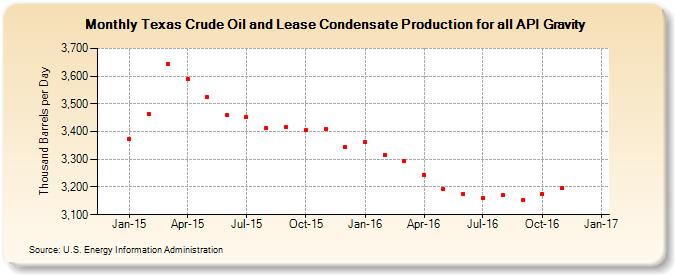 Monthly Texas Crude Oil and Lease Condensate Production for all API Gravity
Thousand Barrels per Day
3,700
3,600
3,500
3,400
3,300
3,200
3,100
Jan-15 Apr-15 Jul-15 Oct-15 Jan-16 Apr-16 Jul-16 Oct-16 Jan-17
Source: U.S. Energy Information Administration